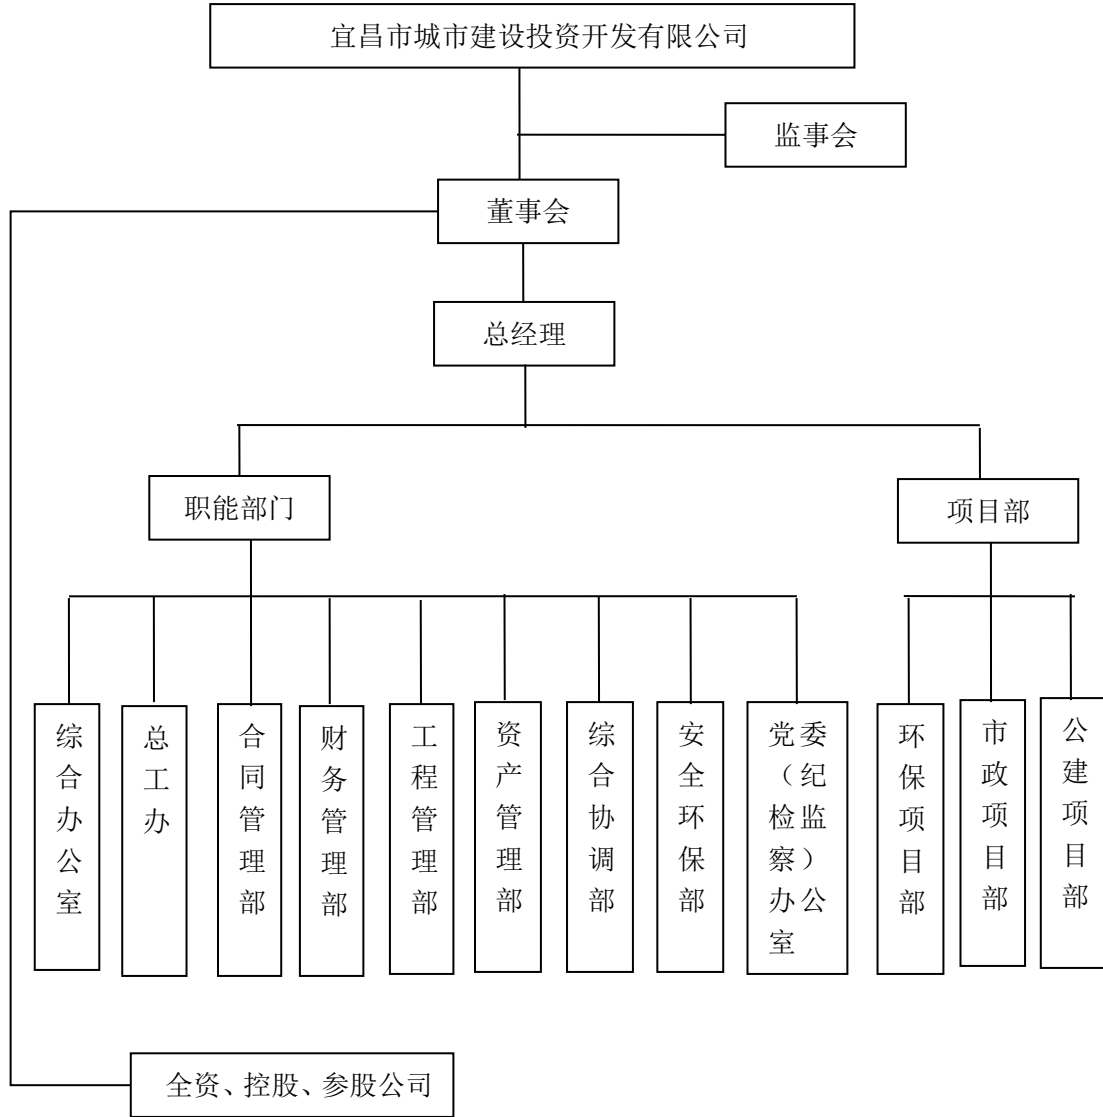 宜昌市城市建设投资开发有限公司
监事会
董事会
总经理
职能部门
项目部
综合办公室
总工办
合同管理部
财务管理部
工程管理部
资产管理部
综合协调部
安全环保部
党委
（纪
检监
察）
办公
室
环保项目部
市政项目部
公建项目部
全资、控股、参股公司